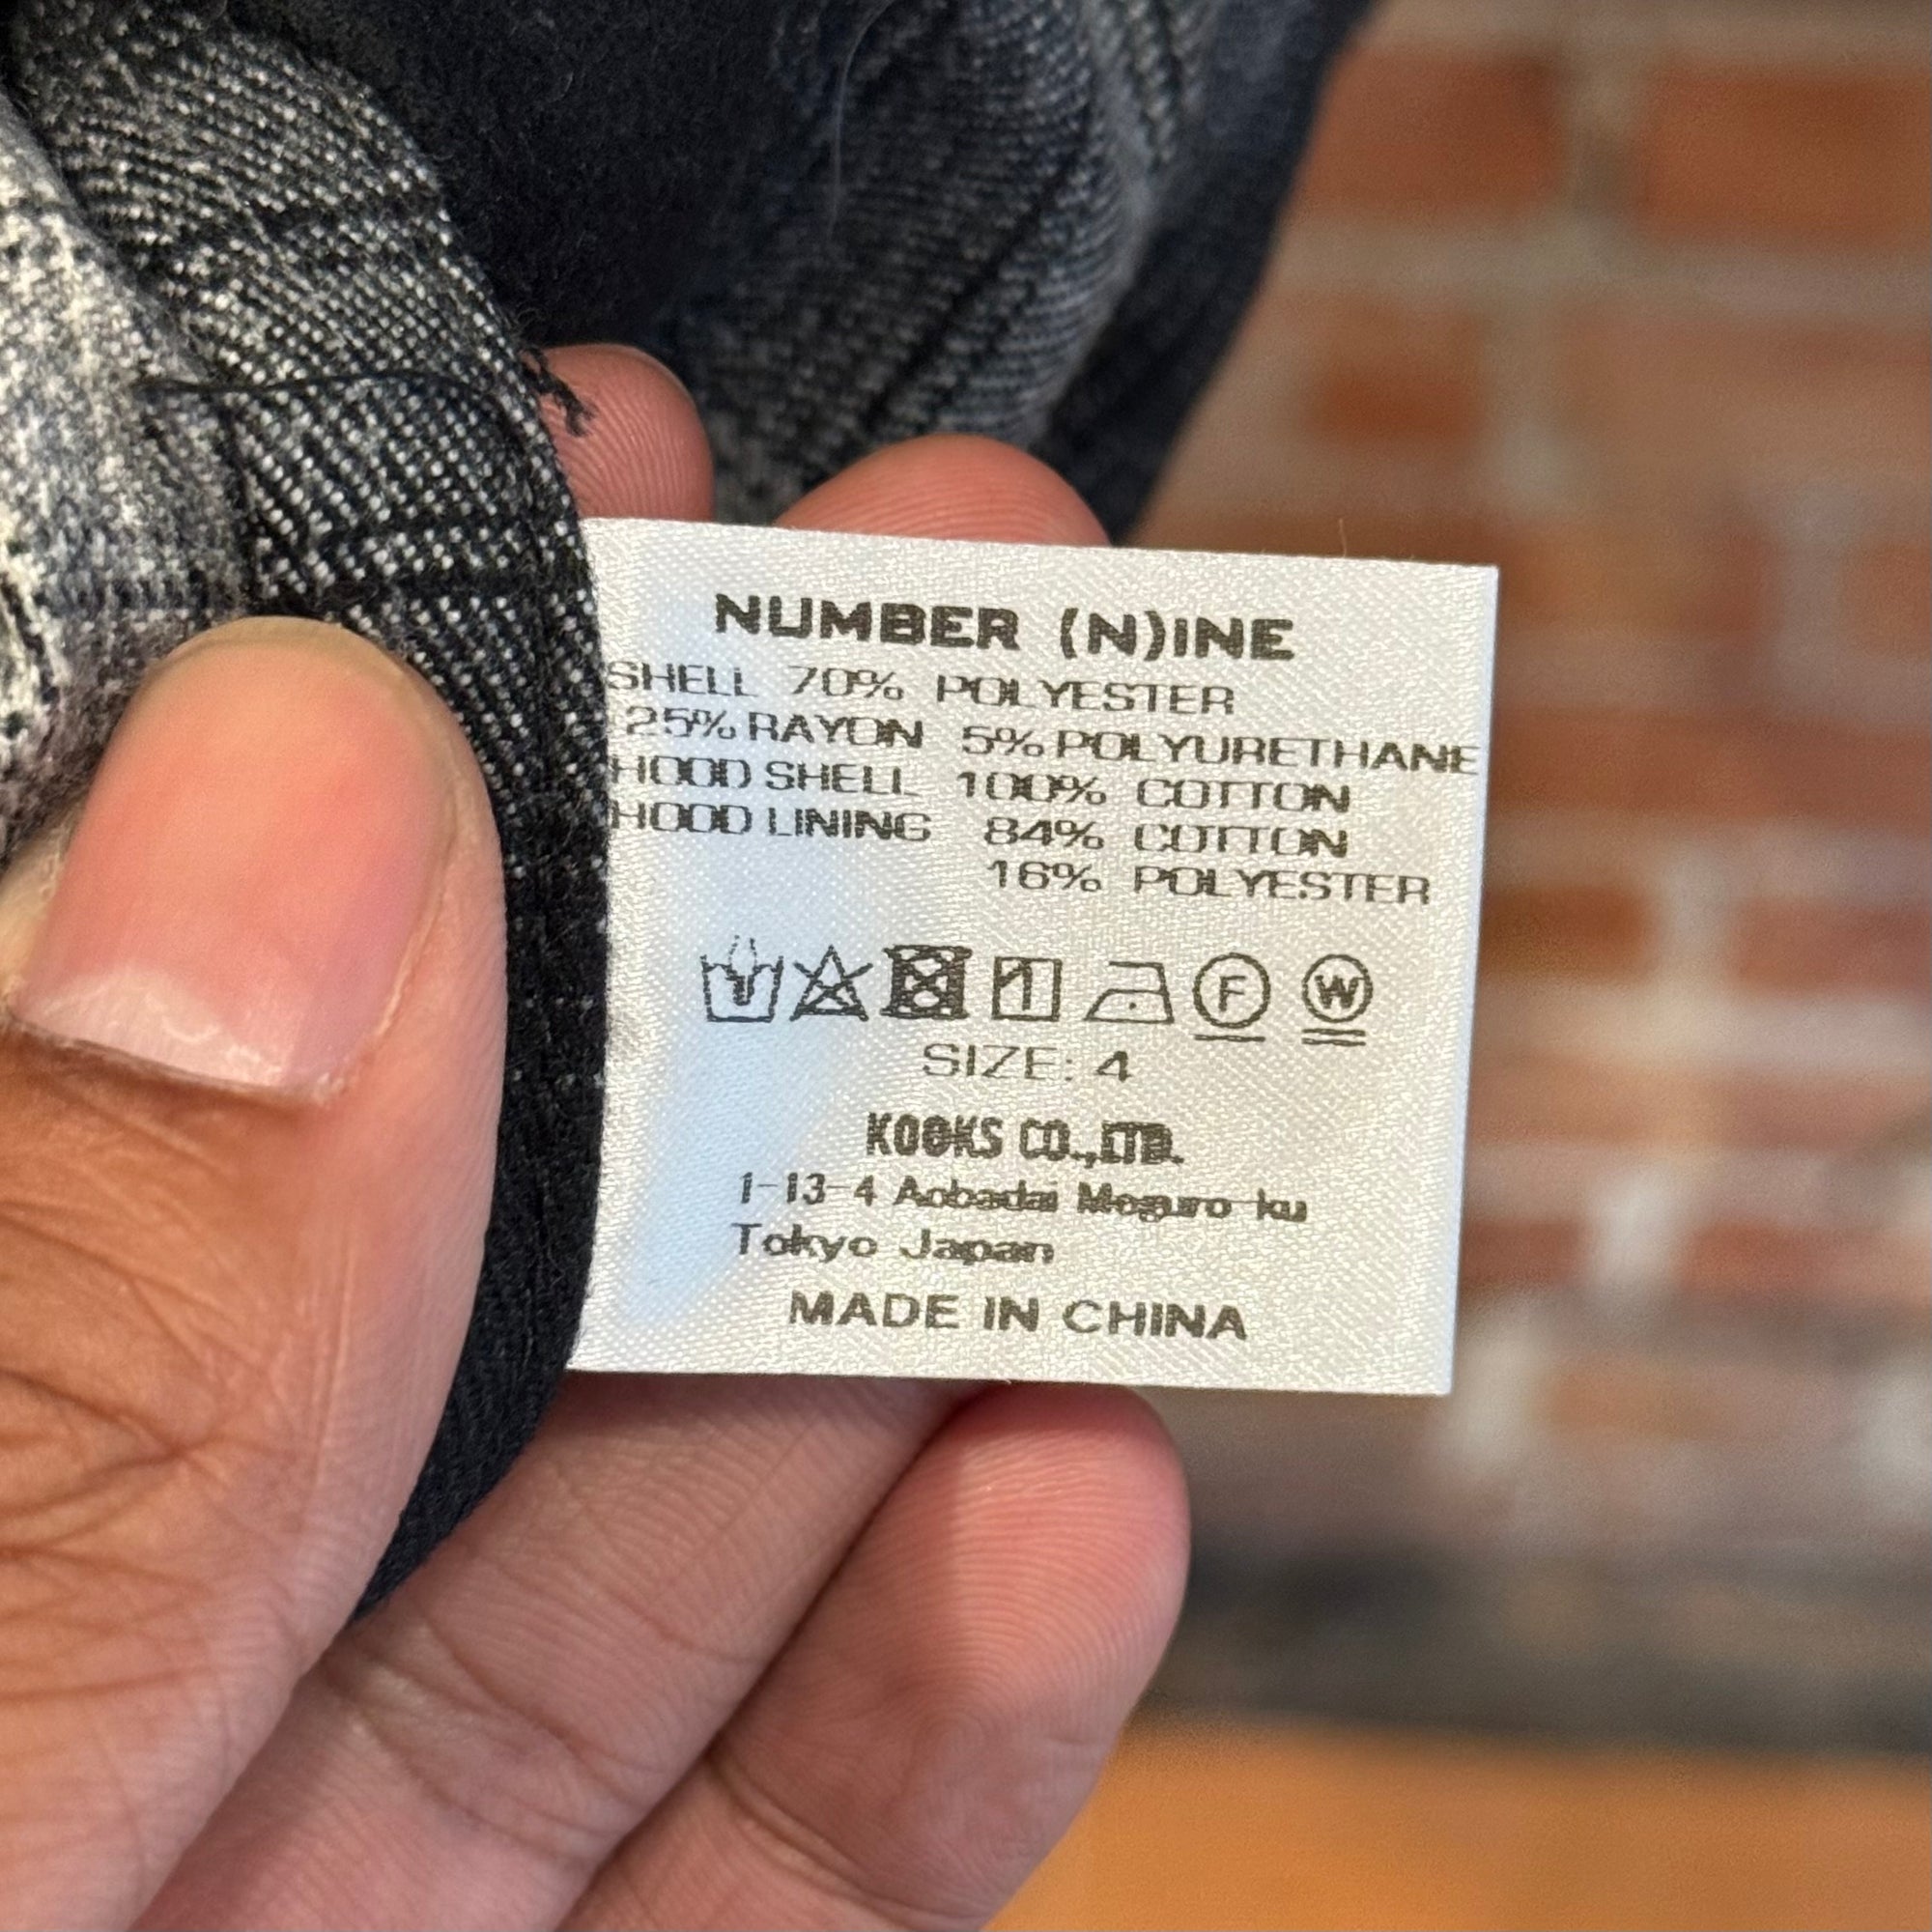 NUMBER (N)INE
SHELL 70% POLYESTER
25% RAYON 5% POLYURETHANE
HOOD SHELL 100% COTTON
HOOD LINING 84% COTTON
16% POLYESTER
1 F W
SIZE: 4
KOOKS CO.,LTD.
1-13-4 Aobadai Meguro-ku
Tokyo Japan
MADE IN CHINA